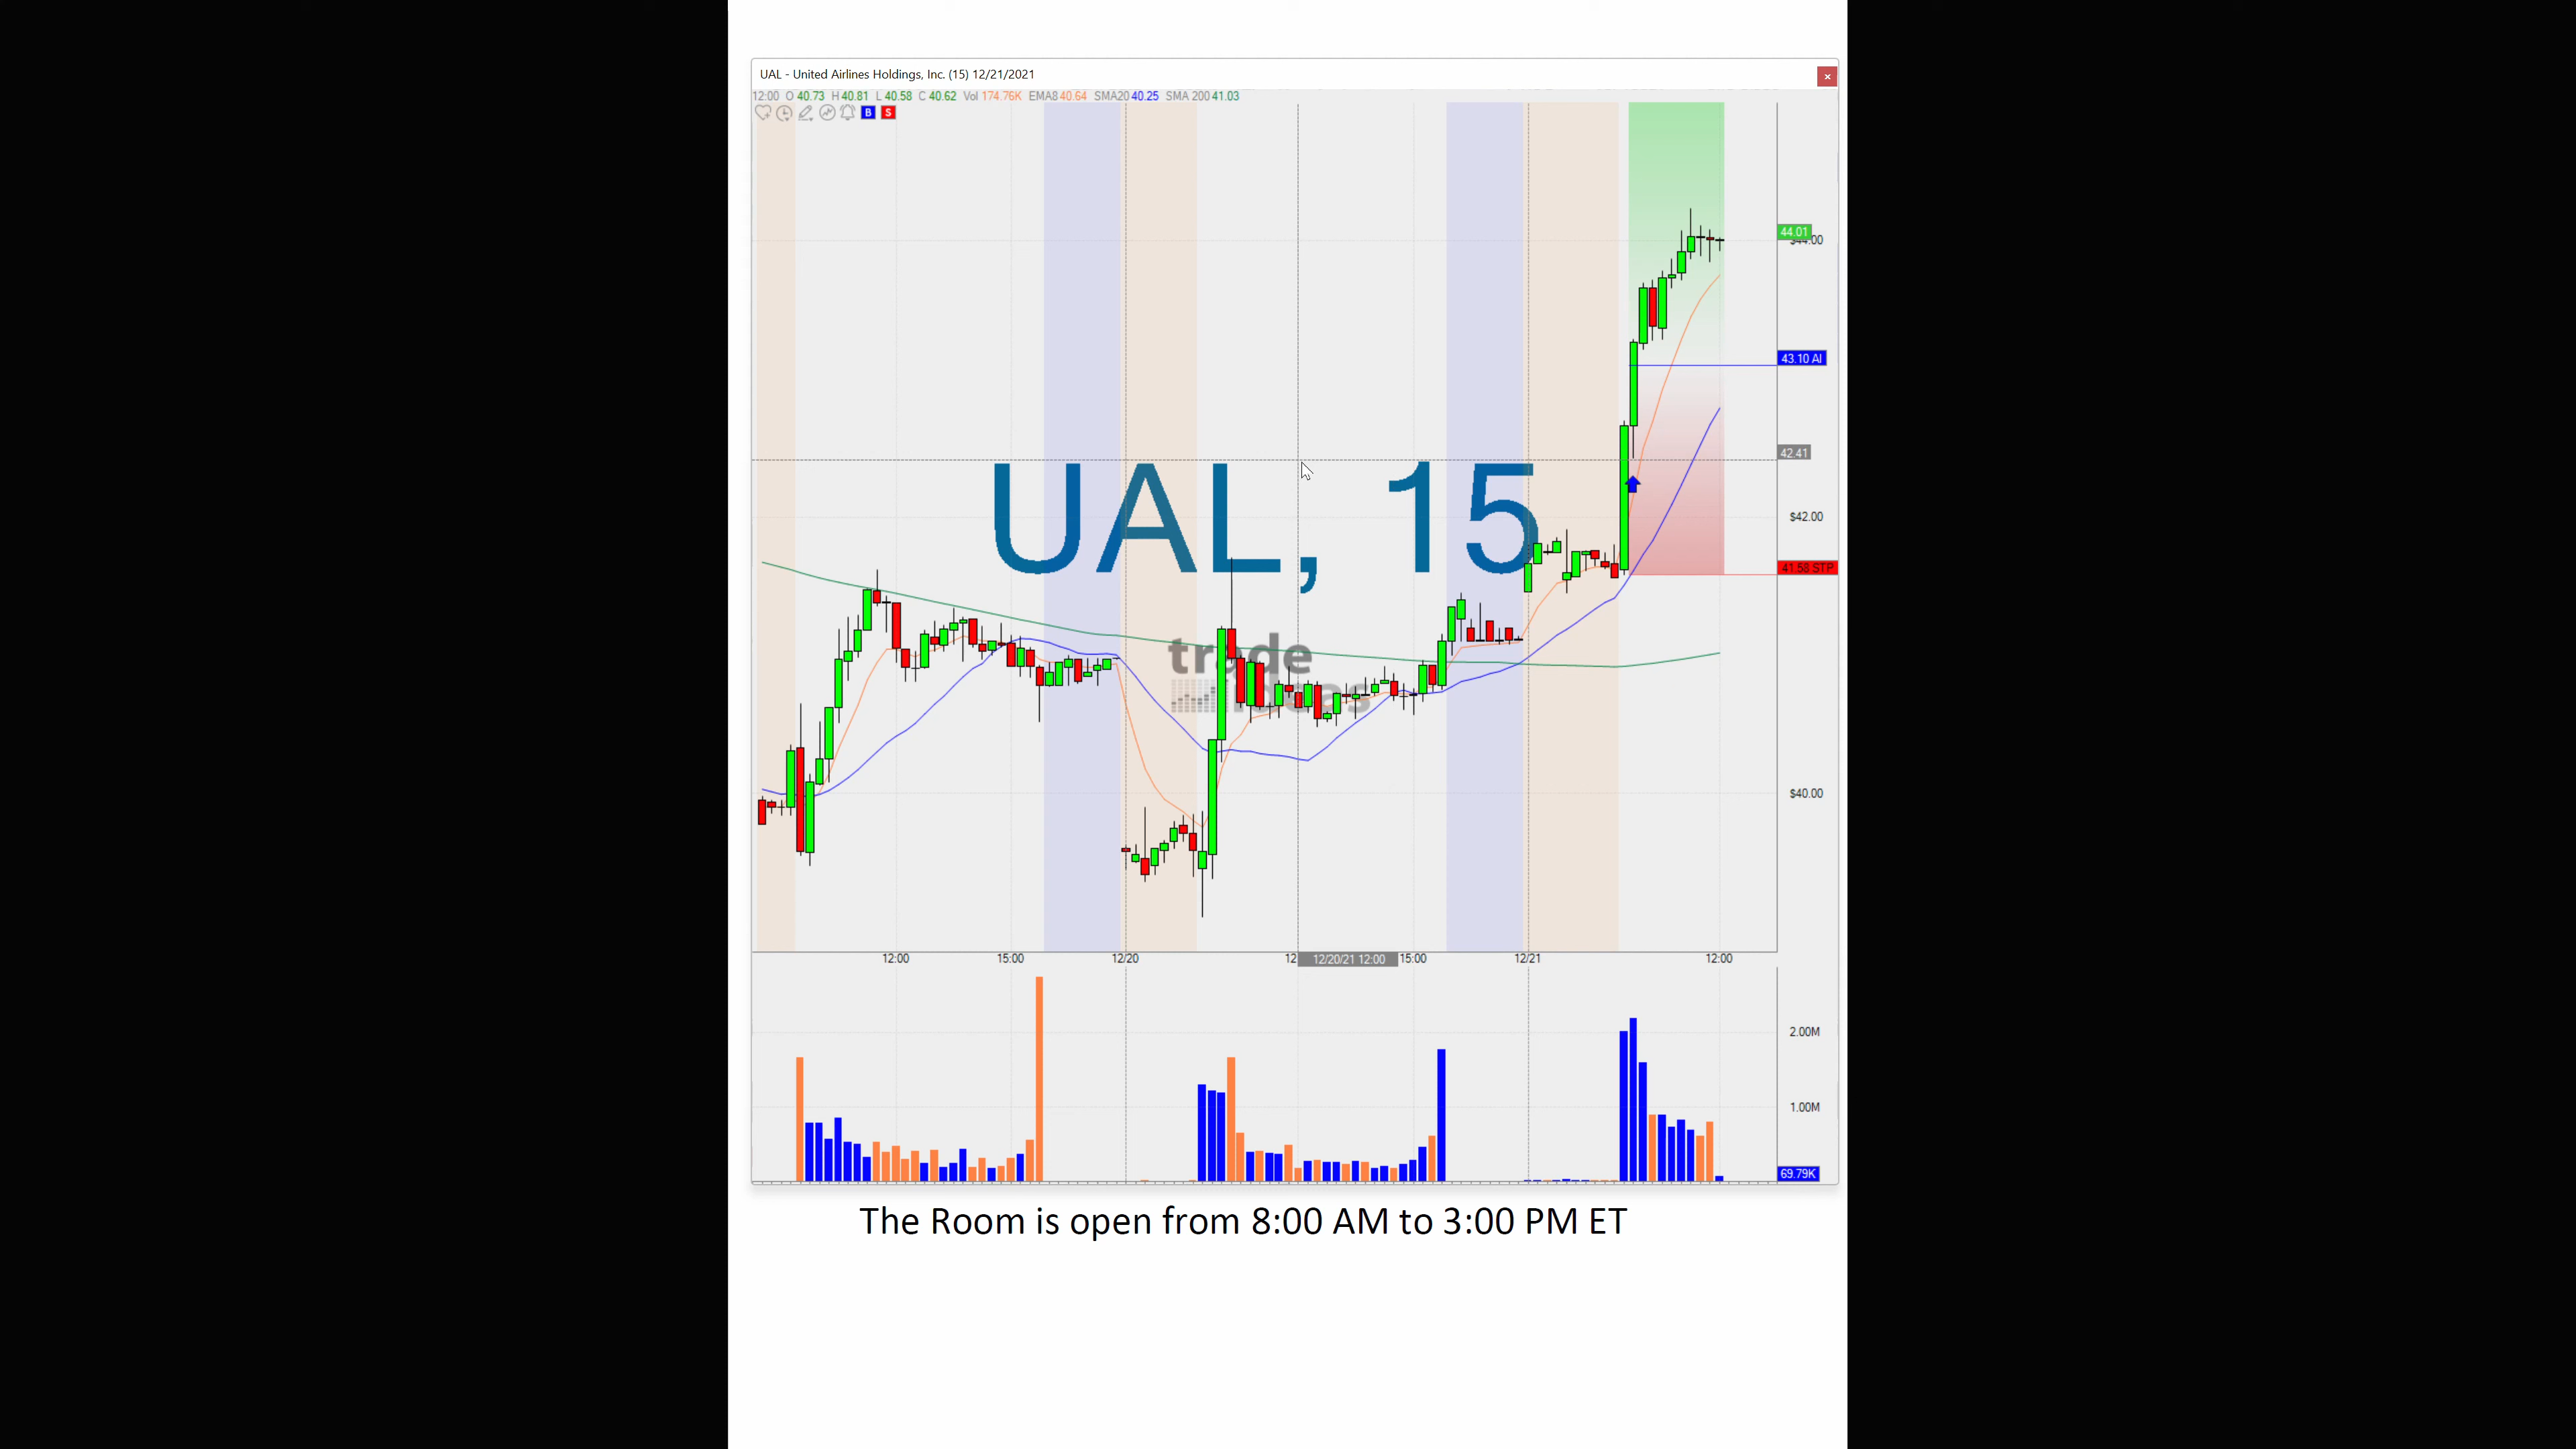 UAL - United Airlines Holdings, Inc. (15) 12/21/2021
12:00 O 40.73 H 40.81 L 40.58 C 40.62 Vol 174.76K EMA8 40.64 SMA20 40.25 SMA 200 41.03
B S
44.01
$44.00
43.10 AI
42.41
UAL, 15
$42.00
41.58 STP
trade
ideas
$40.00
12:00 15:00 12/20 12 12/20/21 12:00 15:00 12/21 12:00
2.00M
1.00M
69.79K
The Room is open from 8:00 AM to 3:00 PM ET